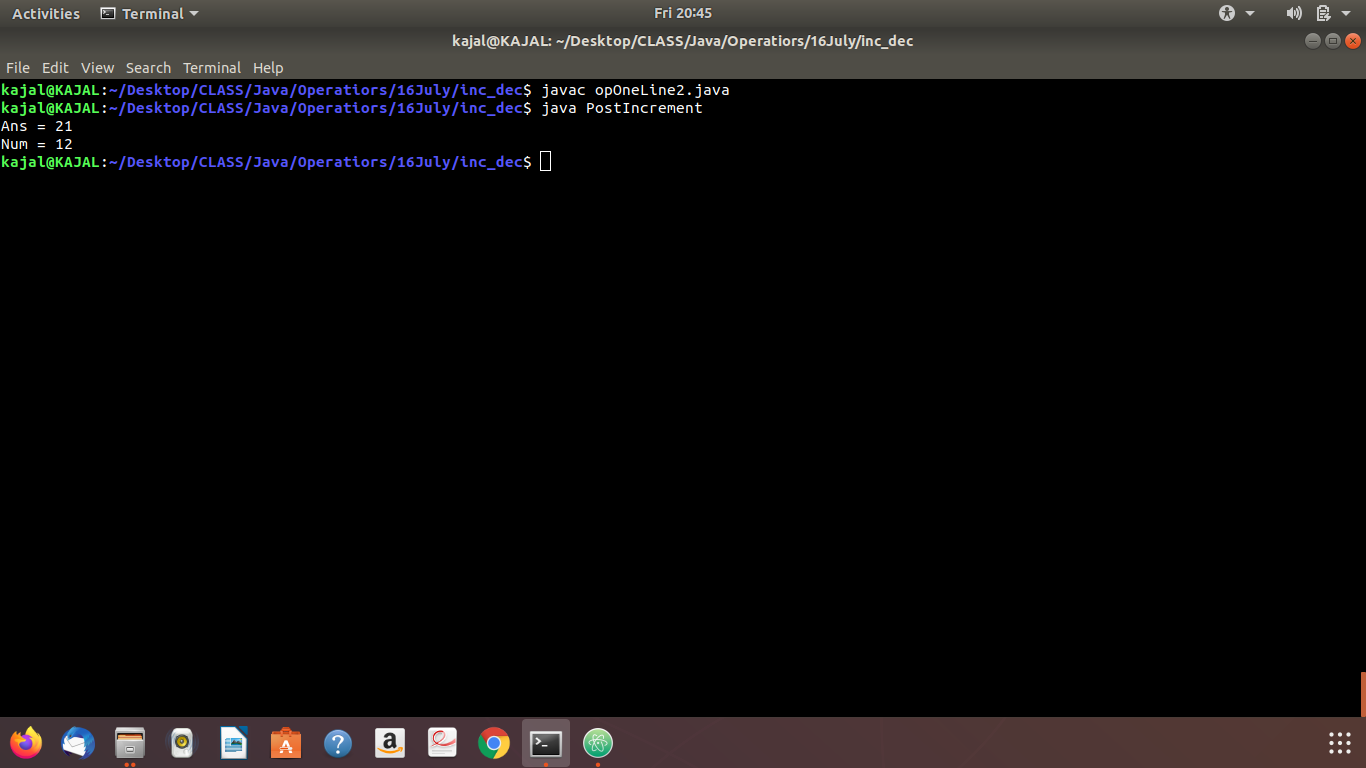 Activities Terminal Fri 20:45
kajal@KAJAL: ~/Desktop/CLASS/Java/Operatiors/16July/inc_dec
File Edit View Search Terminal Help
kajal@KAJAL:~/Desktop/CLASS/Java/Operatiors/16July/inc_dec$ javac opOneLine2.java
kajal@KAJAL:~/Desktop/CLASS/Java/Operatiors/16July/inc_dec$ java PostIncrement
Ans = 21
Num = 12
kajal@KAJAL:~/Desktop/CLASS/Java/Operatiors/16July/inc_dec$